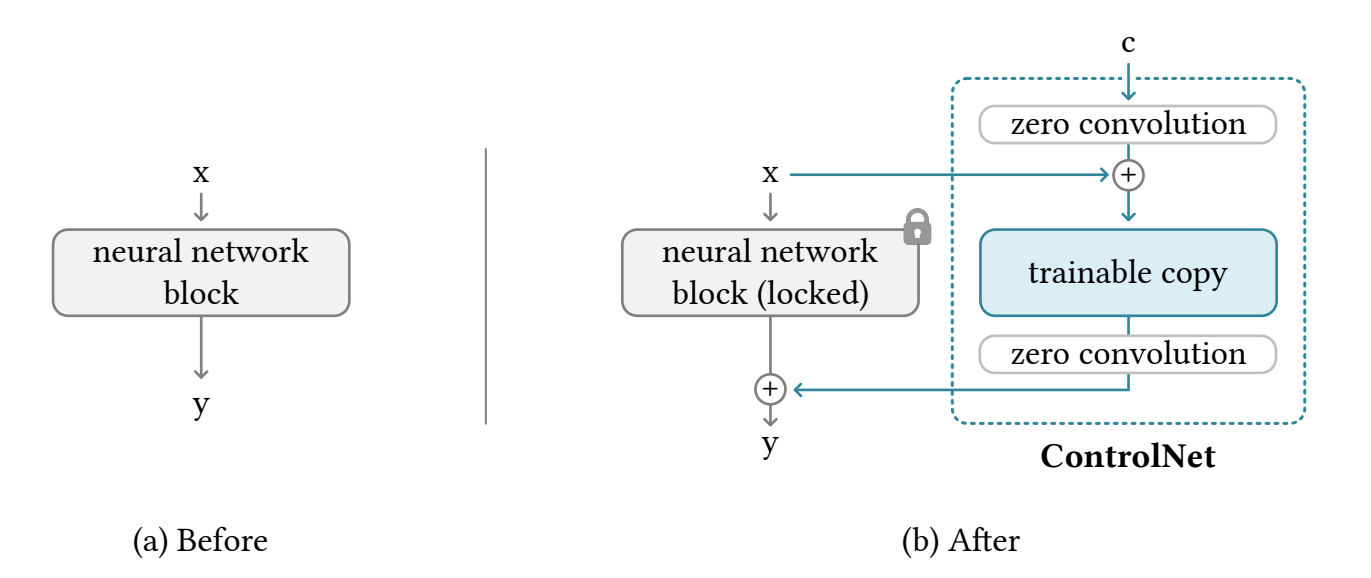 x
neural network
block
y
(a) Before
c
zero convolution
x
+
neural network
block (locked)
trainable copy
zero convolution
+
y
ControlNet
(b) After